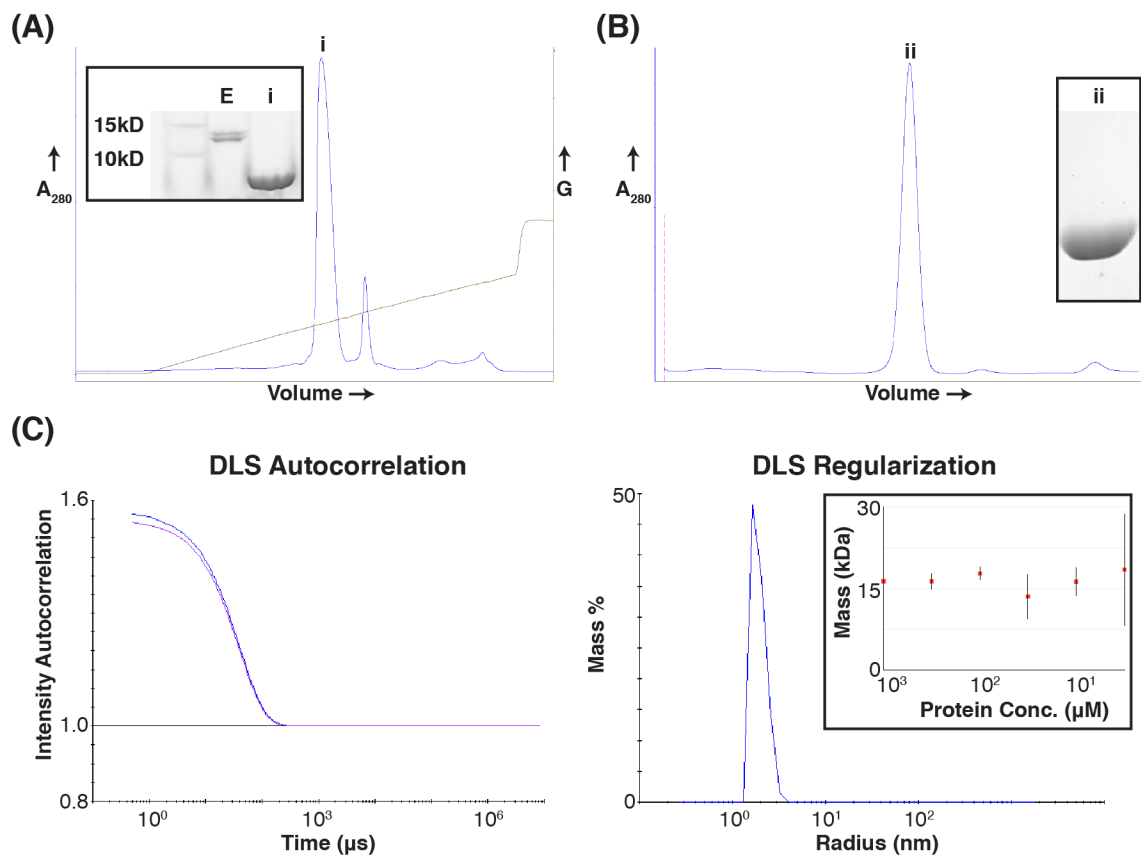 (A)
i
E i
15kD
10kD
A280
G
Volume
(B)
ii
ii
A280
Volume
(C)
DLS Autocorrelation
1.6
1.0
0.8
Intensity Autocorrelation
10⁰ 10³ 10⁶
Time (µs)
DLS Regularization
50
0
Mass %
10⁰ 10¹ 10²
Radius (nm)
30
15
0
Mass (kDa)
10³ 10² 10¹
Protein Conc. (µM)